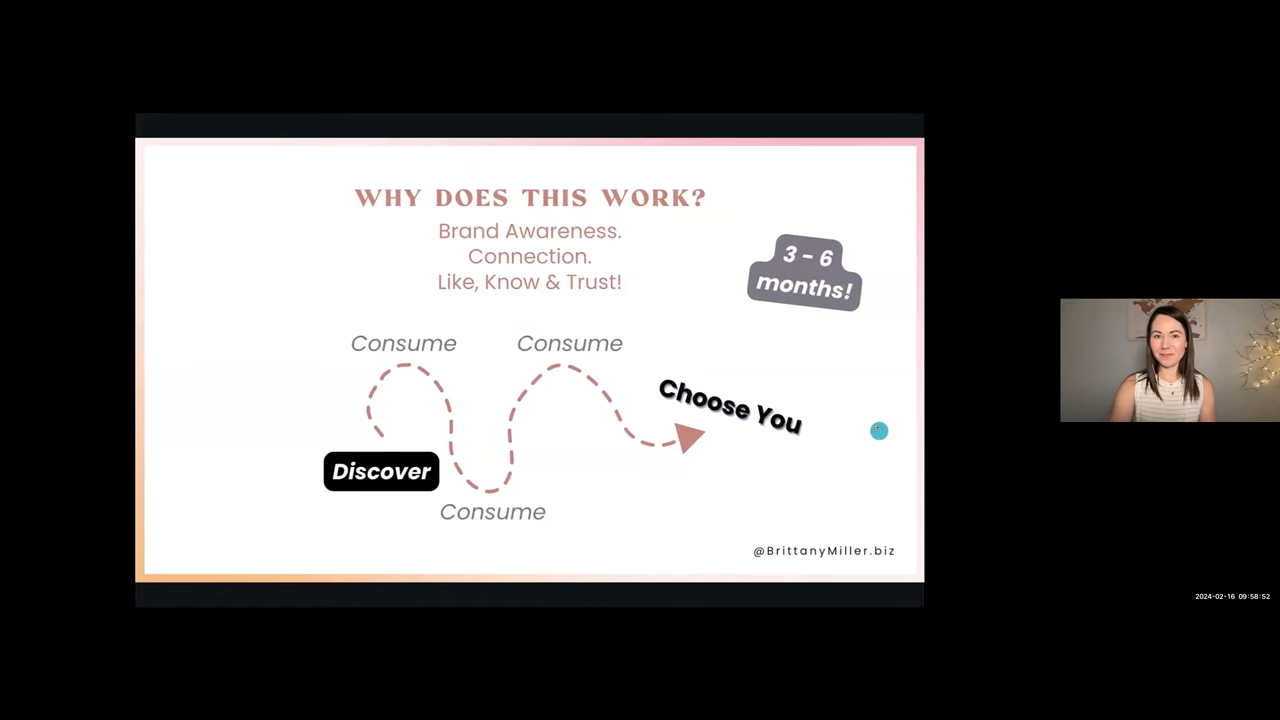 WHY DOES THIS WORK?
Brand Awareness.
Connection.
Like, Know & Trust!
3 - 6
months!
Consume
Consume
Choose You
Discover
Consume
@BrittanyMiller.biz
2024-02-16 09:58:52